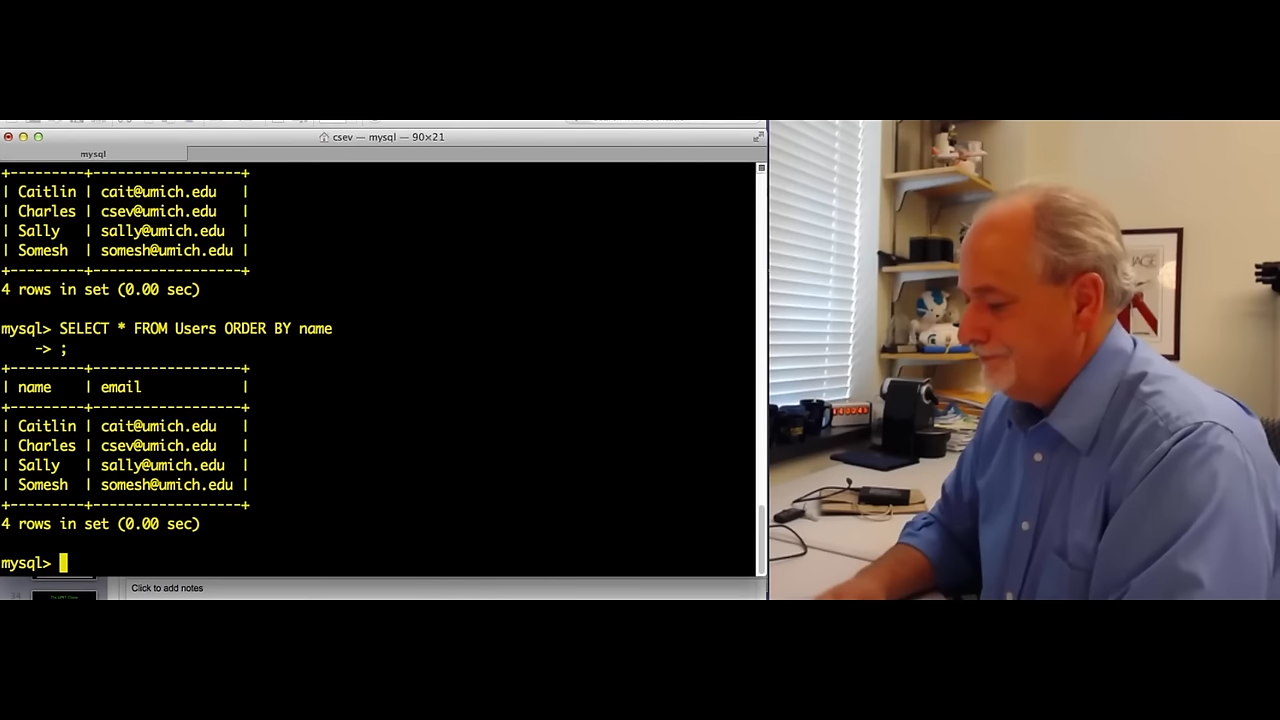 csev — mysql — 90×21
mysql
+---------+------------------+
| Caitlin | cait@umich.edu   |
| Charles | csev@umich.edu   |
| Sally   | sally@umich.edu  |
| Somesh  | somesh@umich.edu |
+---------+------------------+
4 rows in set (0.00 sec)
mysql> SELECT * FROM Users ORDER BY name
    -> ;
+---------+------------------+
| name    | email            |
+---------+------------------+
| Caitlin | cait@umich.edu   |
| Charles | csev@umich.edu   |
| Sally   | sally@umich.edu  |
| Somesh  | somesh@umich.edu |
+---------+------------------+
4 rows in set (0.00 sec)
mysql>
Click to add notes